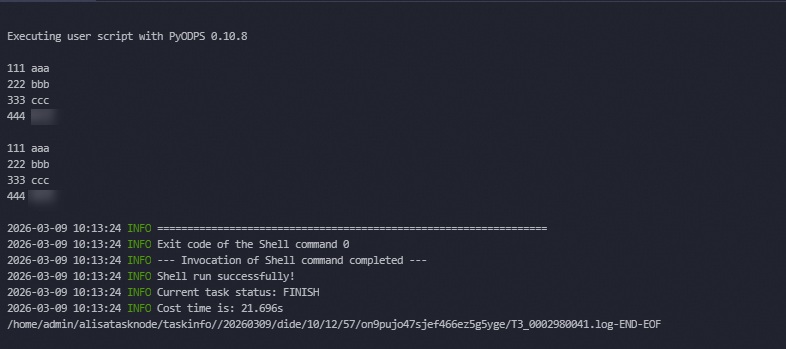 Executing user script with PyODPS 0.10.8
111 aaa
222 bbb
333 ccc
444
111 aaa
222 bbb
333 ccc
444
2026-03-09 10:13:24 INFO =================================================================
2026-03-09 10:13:24 INFO Exit code of the Shell command 0
2026-03-09 10:13:24 INFO --- Invocation of Shell command completed ---
2026-03-09 10:13:24 INFO Shell run successfully!
2026-03-09 10:13:24 INFO Current task status: FINISH
2026-03-09 10:13:24 INFO Cost time is: 21.696s
/home/admin/alisatasknode/taskinfo//20260309/dide/10/12/57/on9pujo47sjef466ez5g5yge/T3_0002980041.log-END-EOF